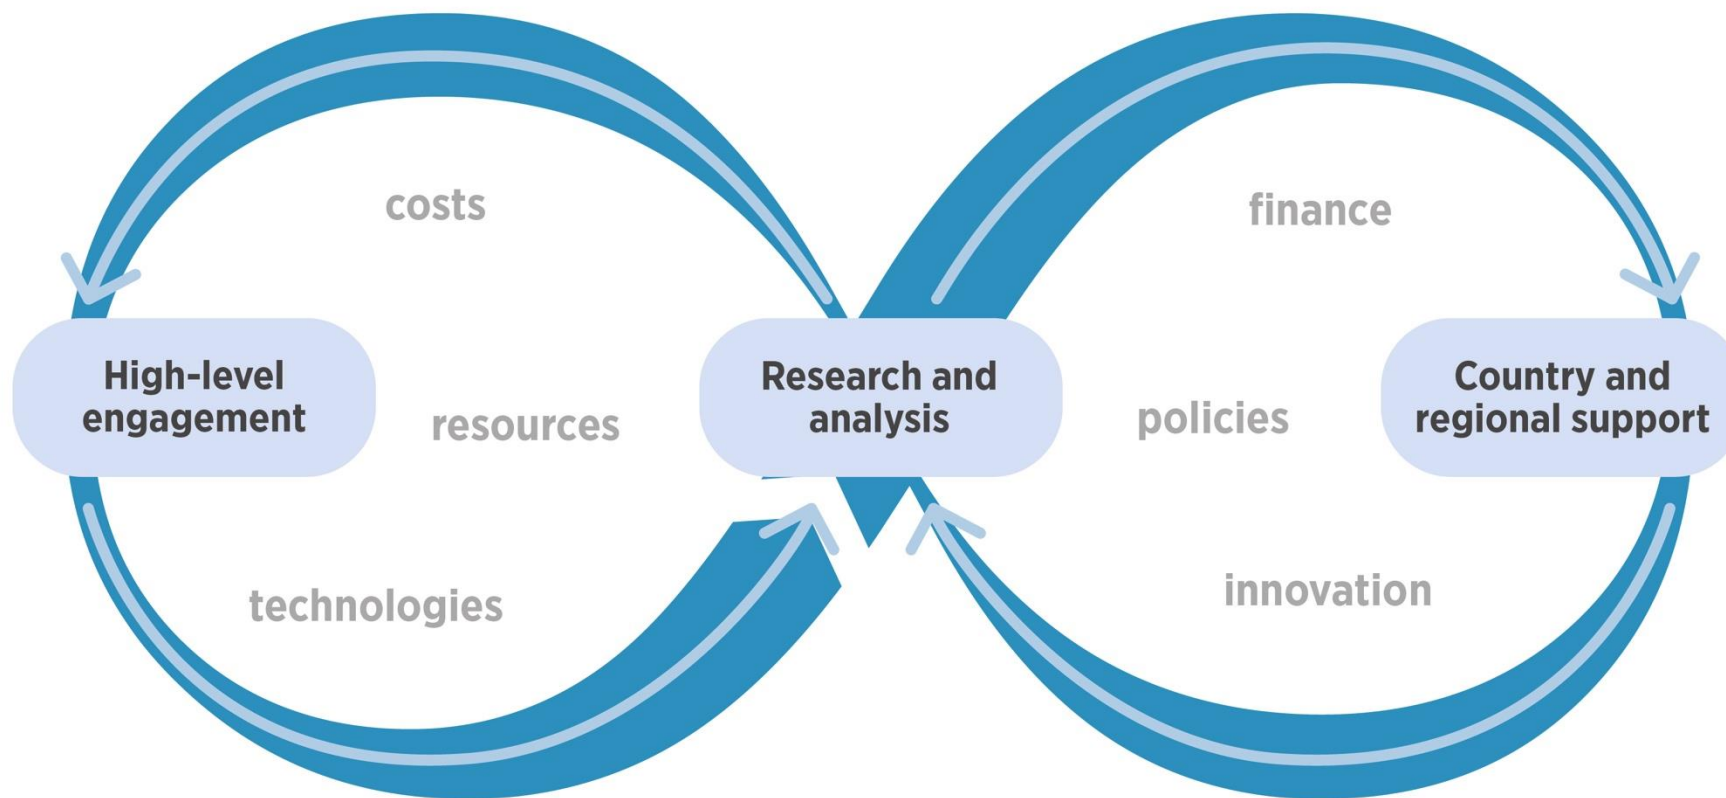 costs
finance
High-level
engagement
resources
Research and
analysis
policies
Country and
regional support
technologies
innovation